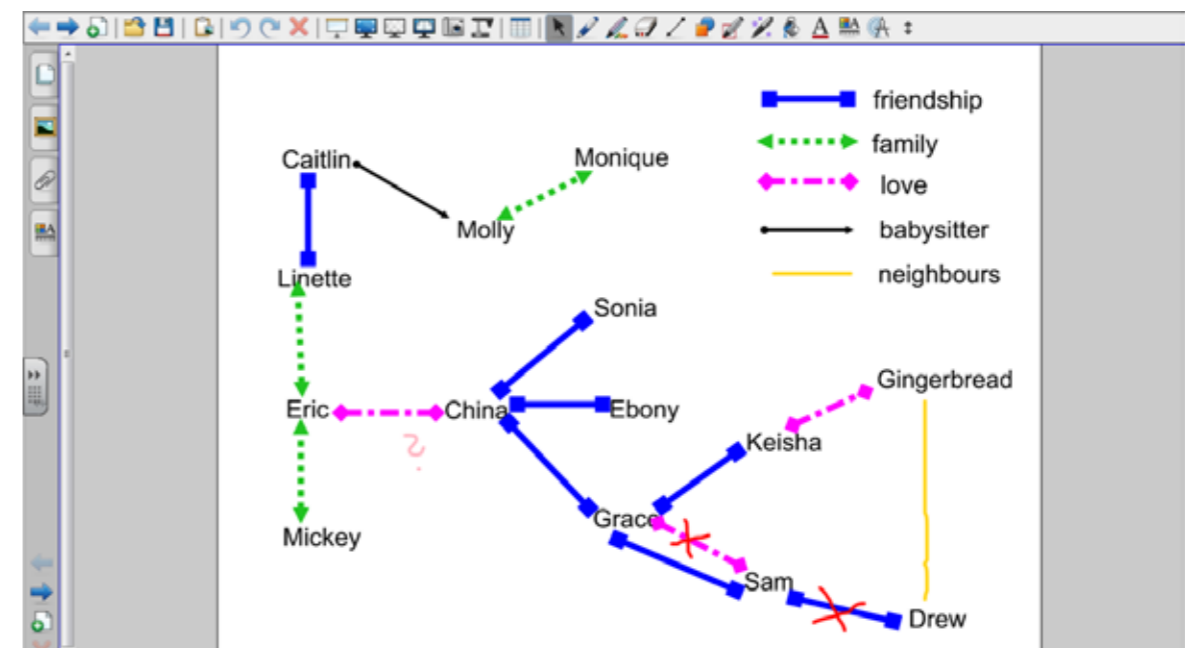 friendship
family
Caitlin
Monique
love
Molly
babysitter
neighbours
Linette
Sonia
Gingerbread
Eric
China
Ebony
?
Keisha
Grace
Mickey
Sam
Drew